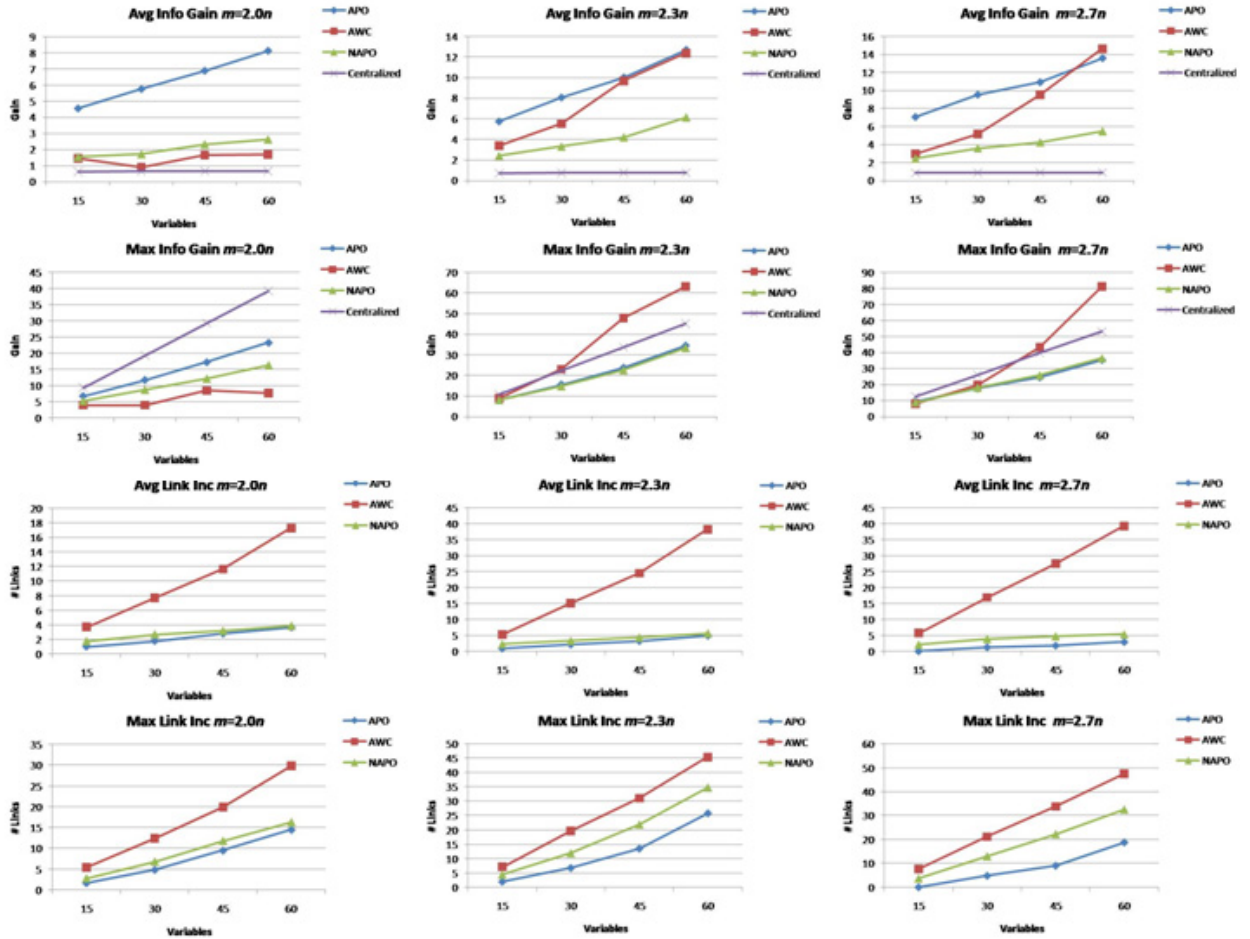 Avg Info Gain m=2.0n
APO
AWC
NAPO
Centralized
9
8
7
6
5
4
3
2
1
0
Gain
15 30 45 60
Variables
Avg Info Gain m=2.3n
APO
AWC
NAPO
Centralized
14
12
10
8
6
4
2
0
Gain
15 30 45 60
Variables
Avg Info Gain m=2.7n
APO
AWC
NAPO
Centralized
16
14
12
10
8
6
4
2
0
Gain
15 30 45 60
Variables
Max Info Gain m=2.0n
APO
AWC
NAPO
Centralized
45
40
35
30
25
20
15
10
5
0
Gain
15 30 45 60
Variables
Max Info Gain m=2.3n
APO
AWC
NAPO
Centralized
70
60
50
40
30
20
10
0
Gain
15 30 45 60
Variables
Max Info Gain m=2.7n
APO
AWC
NAPO
Centralized
90
80
70
60
50
40
30
20
10
0
Gain
15 30 45 60
Variables
Avg Link Inc m=2.0n
APO
AWC
NAPO
20
18
16
14
12
10
8
6
4
2
0
# Links
15 30 45 60
Variables
Avg Link Inc m=2.3n
APO
AWC
NAPO
45
40
35
30
25
20
15
10
5
0
# Links
15 30 45 60
Variables
Avg Link Inc m=2.7n
APO
AWC
NAPO
45
40
35
30
25
20
15
10
5
0
# Links
15 30 45 60
Variables
Max Link Inc m=2.0n
APO
AWC
NAPO
35
30
25
20
15
10
5
0
# Links
15 30 45 60
Variables
Max Link Inc m=2.3n
APO
AWC
NAPO
50
45
40
35
30
25
20
15
10
5
0
# Links
15 30 45 60
Variables
Max Link Inc m=2.7n
APO
AWC
NAPO
60
50
40
30
20
10
0
# Links
15 30 45 60
Variables